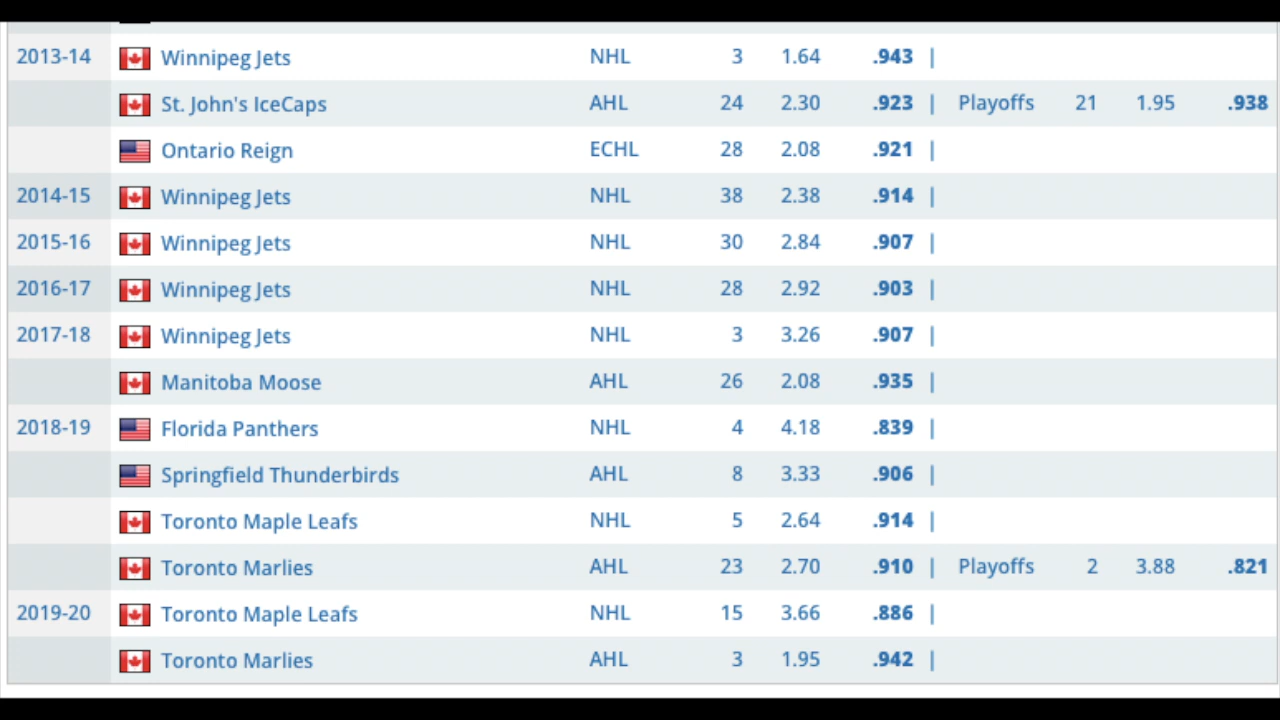 2013-14 Winnipeg Jets NHL 3 1.64 .943 |
St. John's IceCaps AHL 24 2.30 .923 | Playoffs 21 1.95 .938
Ontario Reign ECHL 28 2.08 .921 |
2014-15 Winnipeg Jets NHL 38 2.38 .914 |
2015-16 Winnipeg Jets NHL 30 2.84 .907 |
2016-17 Winnipeg Jets NHL 28 2.92 .903 |
2017-18 Winnipeg Jets NHL 3 3.26 .907 |
Manitoba Moose AHL 26 2.08 .935 |
2018-19 Florida Panthers NHL 4 4.18 .839 |
Springfield Thunderbirds AHL 8 3.33 .906 |
Toronto Maple Leafs NHL 5 2.64 .914 |
Toronto Marlies AHL 23 2.70 .910 | Playoffs 2 3.88 .821
2019-20 Toronto Maple Leafs NHL 15 3.66 .886 |
Toronto Marlies AHL 3 1.95 .942 |